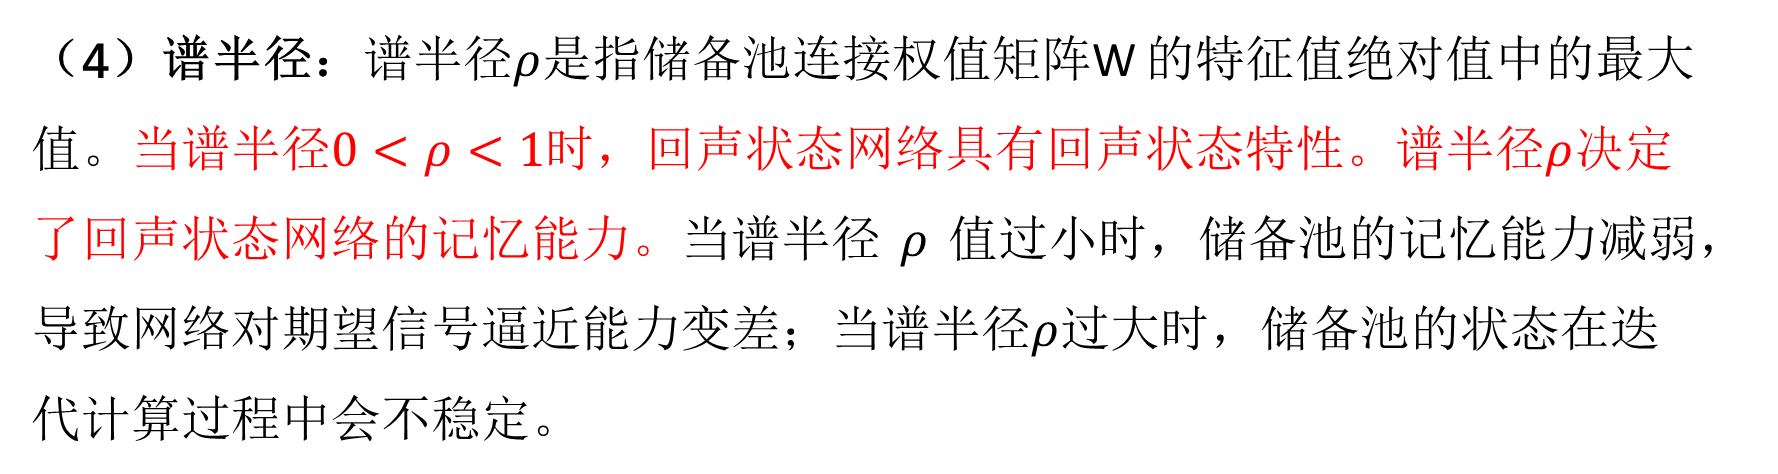 （4）谱半径：谱半径ρ是指储备池连接权值矩阵W 的特征值绝对值中的最大
值。当谱半径0 < ρ < 1时，回声状态网络具有回声状态特性。谱半径ρ决定
了回声状态网络的记忆能力。当谱半径 ρ 值过小时，储备池的记忆能力减弱，
导致网络对期望信号逼近能力变差；当谱半径ρ过大时，储备池的状态在迭
代计算过程中会不稳定。